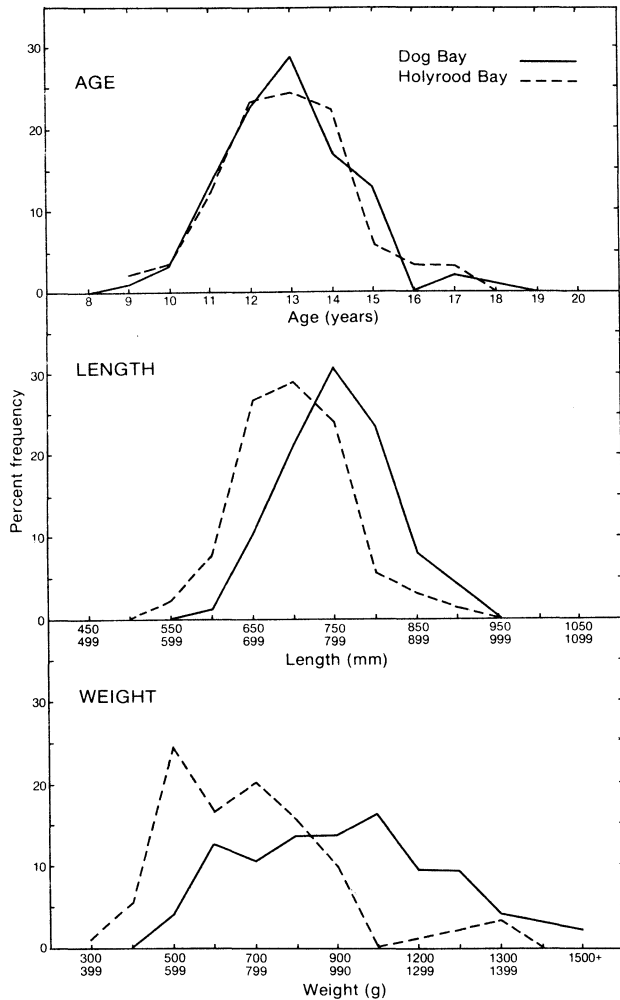 Dog Bay
Holyrood Bay
AGE
30
20
10
0
8 9 10 11 12 13 14 15 16 17 18 19 20
Age (years)
LENGTH
30
20
10
0
450 550 650 750 850 950 1050
499 599 699 799 899 999 1099
Length (mm)
Percent frequency
WEIGHT
30
20
10
0
300 500 700 900 1200 1300 1500+
399 599 799 990 1299 1399
Weight (g)